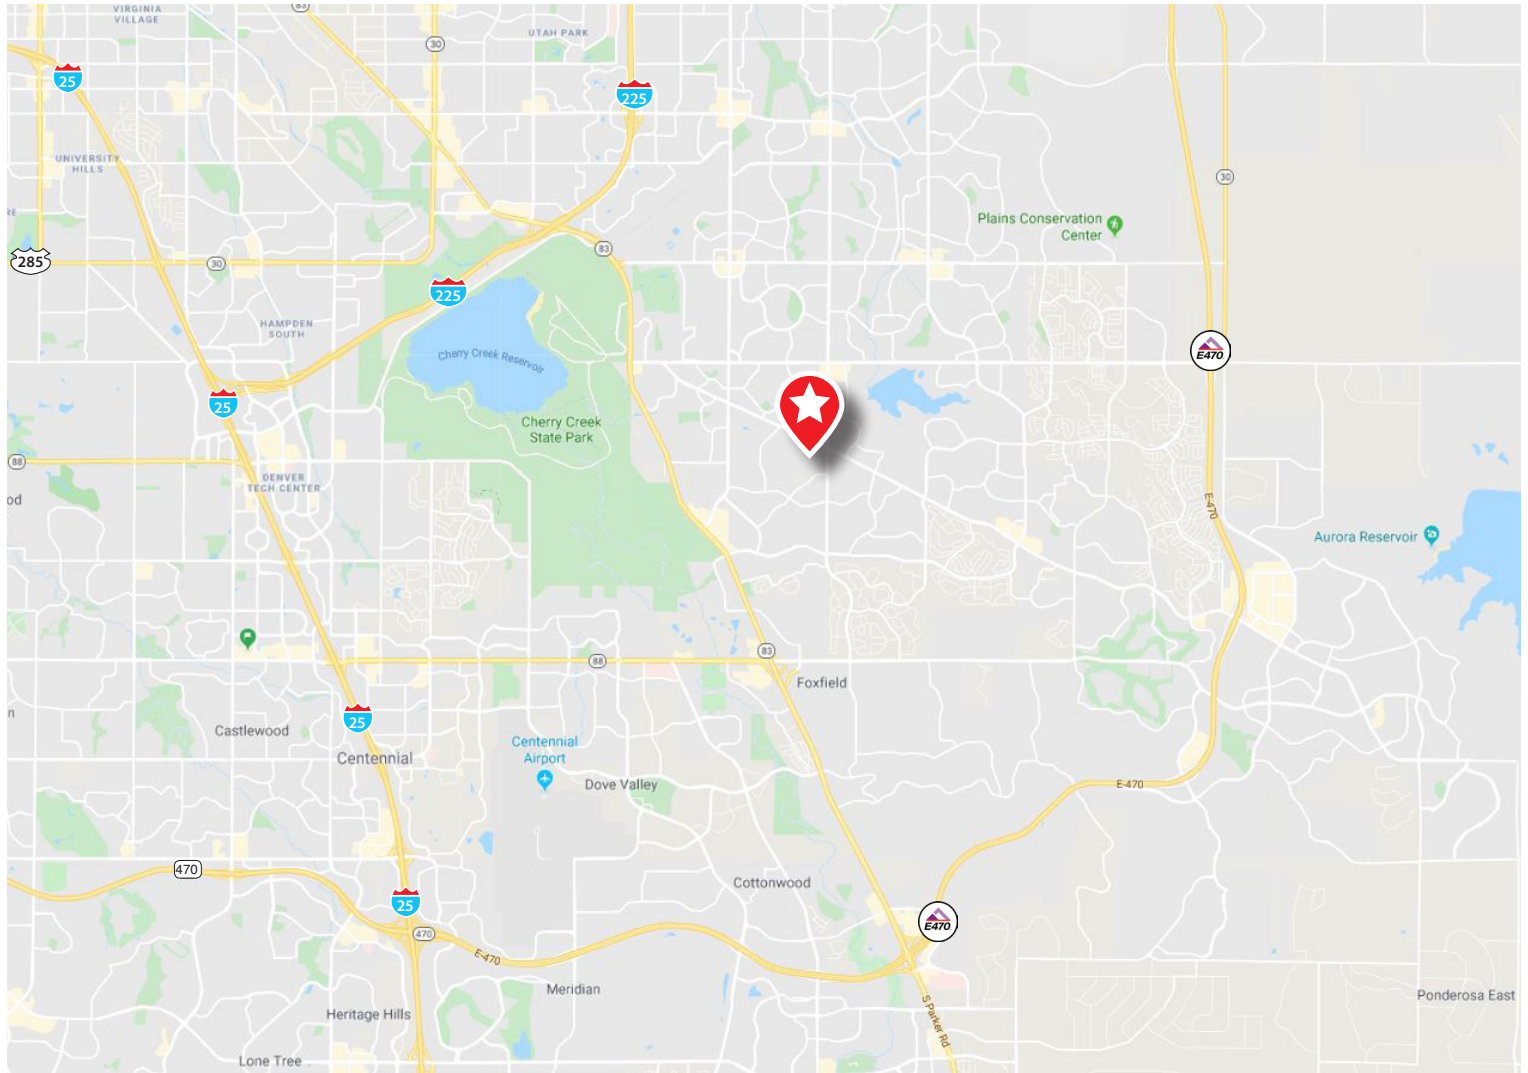 VIRGINIA
VILLAGE
83
UTAH PARK
30
25
225
UNIVERSITY
HILLS
30
RE
Plains Conservation
Center
285
30
83
225
HAMPDEN
SOUTH
E470
Cherry Creek Reservoir
25
Cherry Creek
State Park
88
DENVER
TECH CENTER
od
E-470
Aurora Reservoir
83
88
Foxfield
n
25
Castlewood
Centennial
Centennial
Airport
Dove Valley
E-470
470
Cottonwood
25
E470
470
E-470
Meridian
S Parker Rd
Ponderosa East
Heritage Hills
Lone Tree